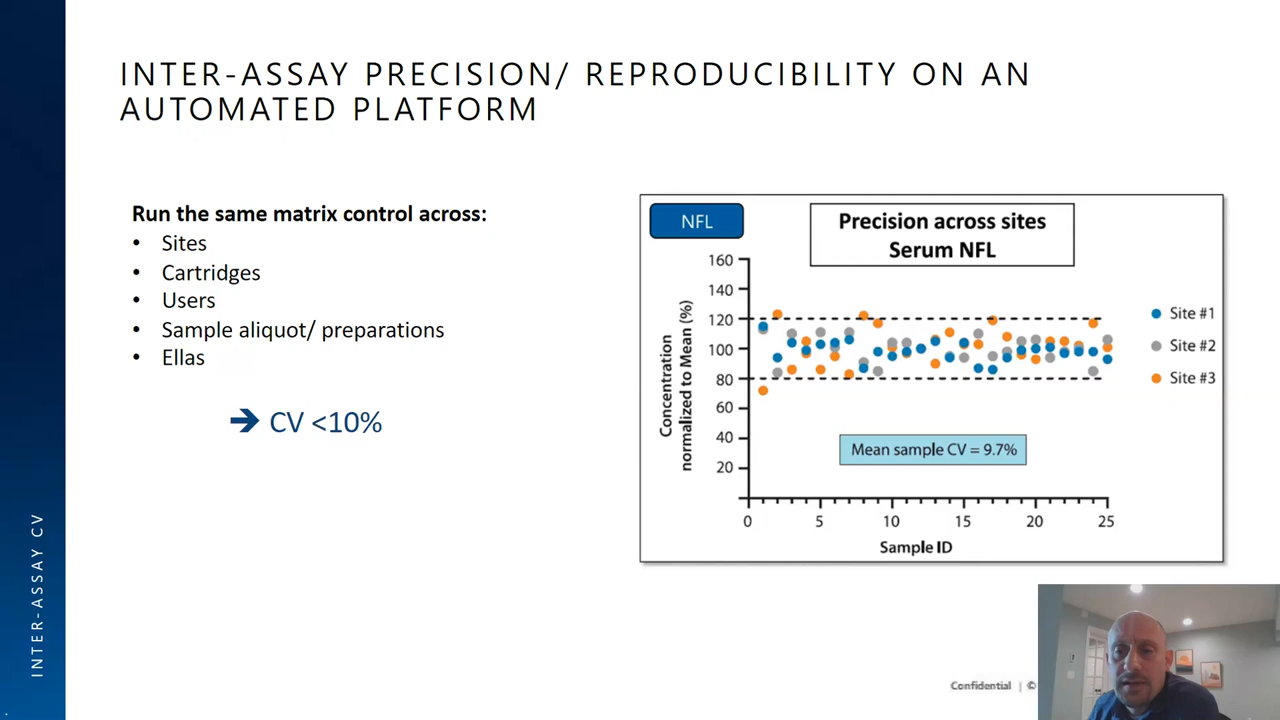 INTER-ASSAY PRECISION/ REPRODUCIBILITY ON AN
AUTOMATED PLATFORM
Run the same matrix control across:
• Sites
• Cartridges
• Users
• Sample aliquot/ preparations
• Ellas
➔ CV <10%
INTER-ASSAY CV
NFL
Precision across sites
Serum NFL
Concentration
normalized to Mean (%)
160
140
120
100
80
60
40
20
Mean sample CV = 9.7%
0 5 10 15 20 25
Sample ID
Site #1
Site #2
Site #3
Confidential | ©